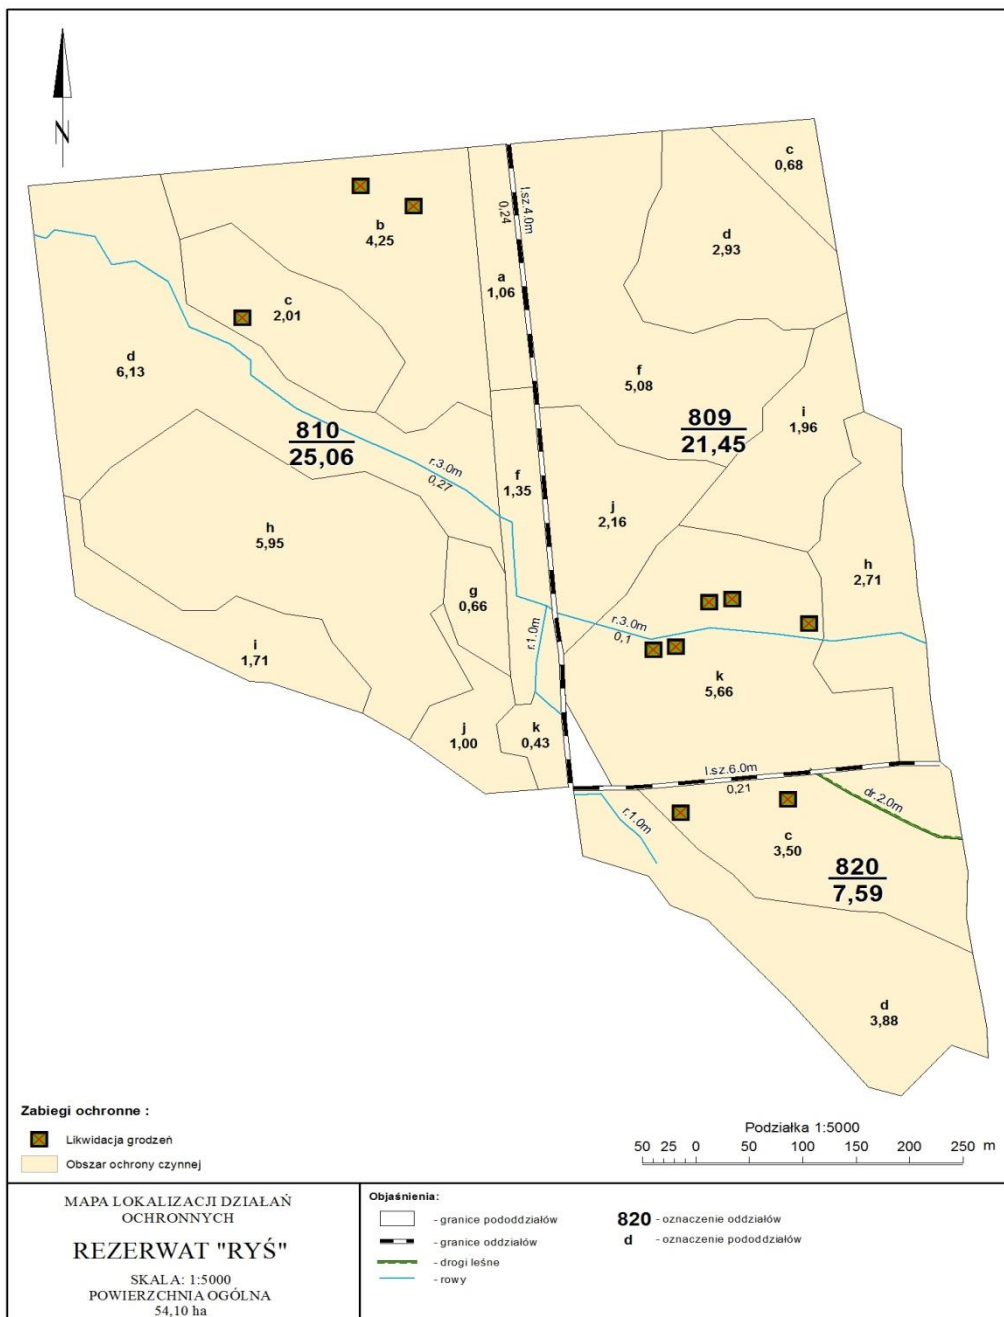 N
c
0,68
b
4,25
l.sz.4.0m
0,24
d
2,93
a
1,06
c
2,01
d
6,13
f
5,08
810
25,06
809
21,45
i
1,96
r.3.0m
0,27
f
1,35
j
2,16
h
5,95
h
2,71
g
0,66
r.3.0m
0,1
r.1.0m
i
1,71
k
5,66
j
1,00
k
0,43
l.sz.6.0m
0,21
dr.2.0m
r.1.0m
c
3,50
820
7,59
d
3,88
Zabiegi ochronne :
Likwidacja grodzeń
Obszar ochrony czynnej
Podziałka 1:5000
50 25 0 50 100 150 200 250 m
MAPA LOKALIZACJI DZIAŁAŃ
OCHRONNYCH
REZERWAT "RYŚ"
SKALA: 1:5000
POWIERZCHNIA OGÓLNA
54,10 ha
Objaśnienia:
- granice pododdziałów
- granice oddziałów
- drogi leśne
- rowy
820 - oznaczenie oddziałów
d - oznaczenie pododdziałów